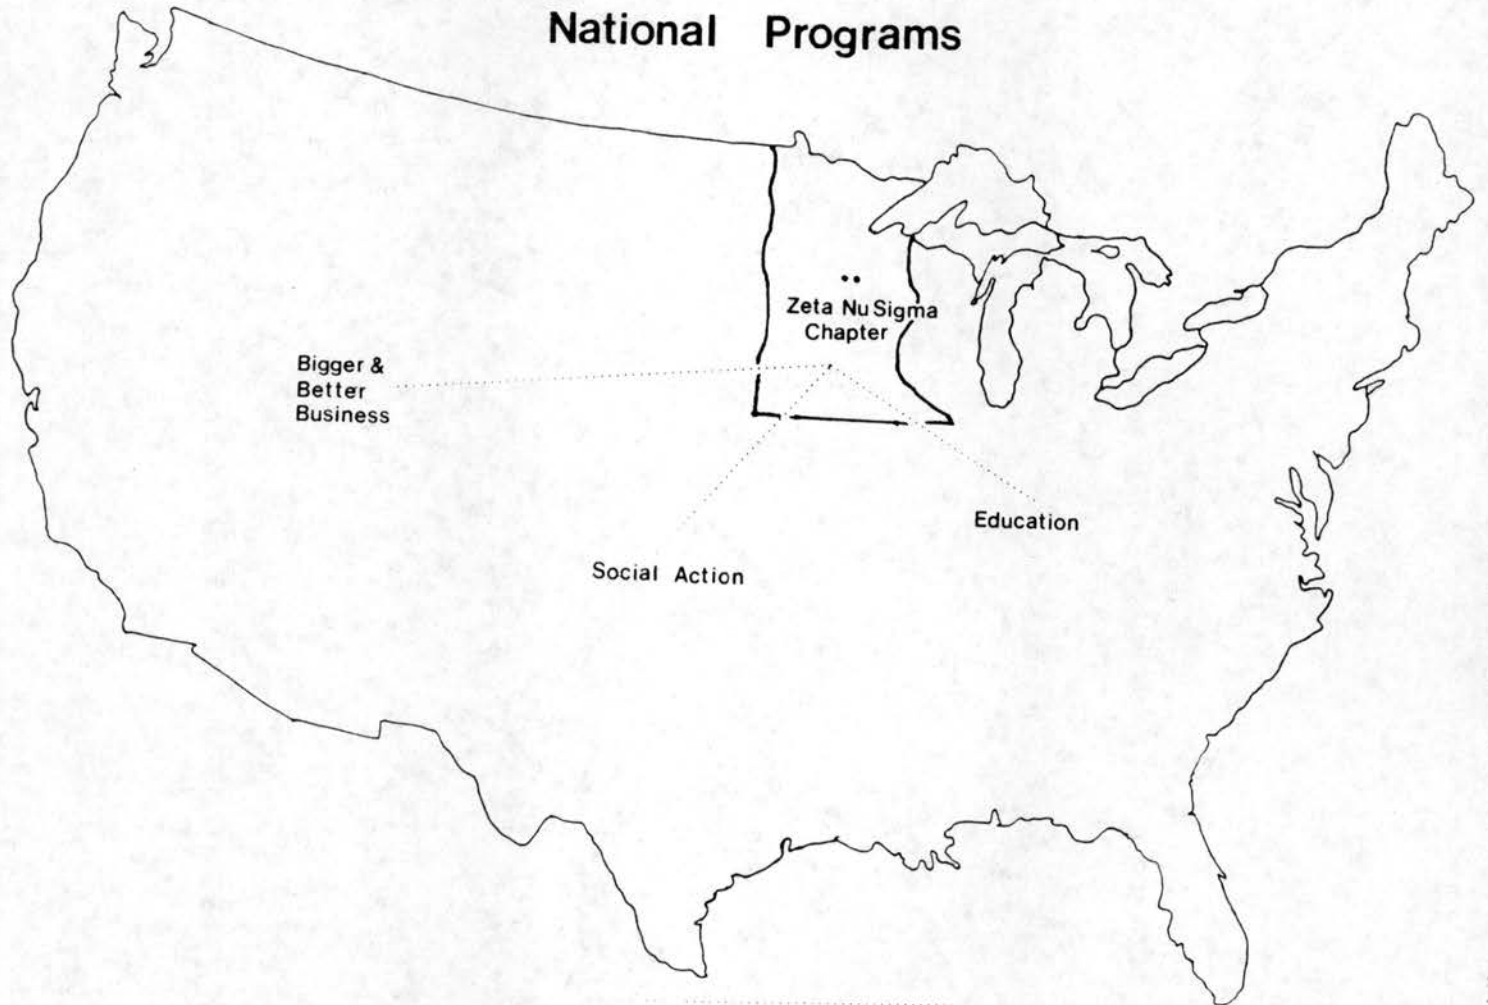 National Programs
Zeta Nu Sigma
Chapter
Bigger &
Better
Business
Education
Social Action